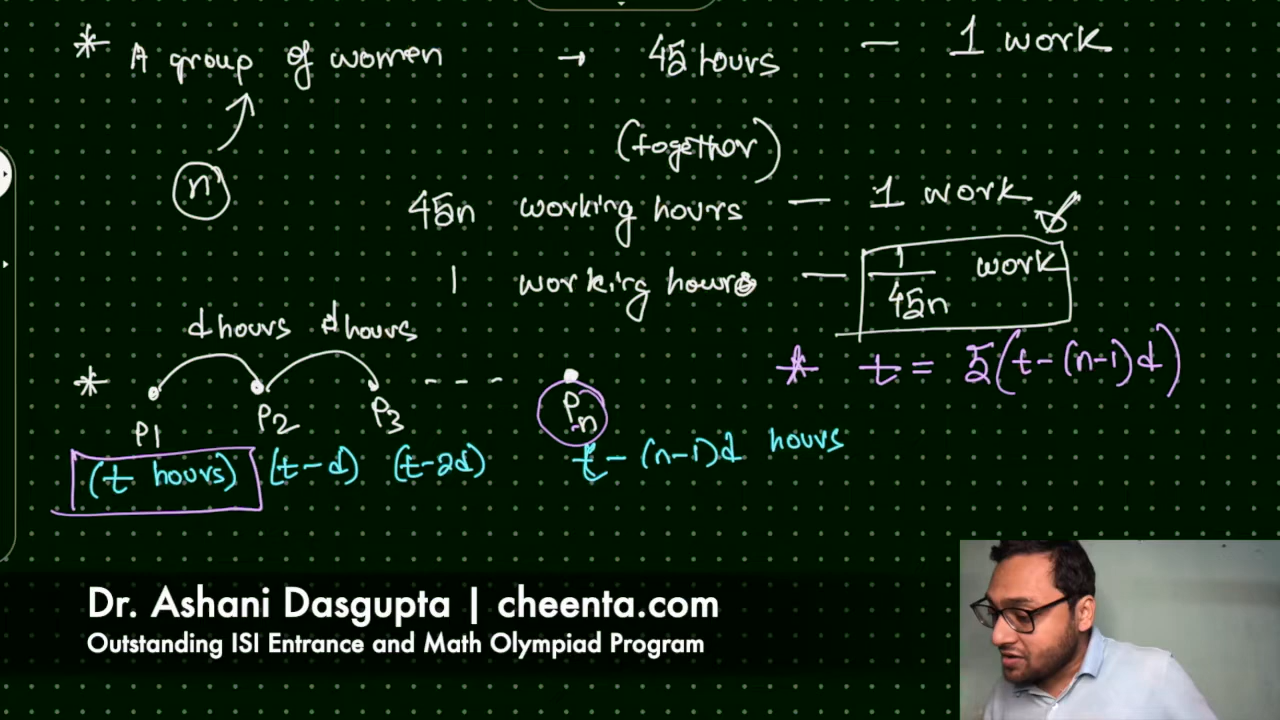 * A group of women → 45 hours — 1 work
n
(together)
45n working hours — 1 work
1 working hours — 1/45n work
d hours d hours
* t = 5(t-(n-1)d)
* P1 P2 P3 ---- Pn
(t hours) (t-d) (t-2d) t-(n-1)d hours
Dr. Ashani Dasgupta | cheenta.com
Outstanding ISI Entrance and Math Olympiad Program